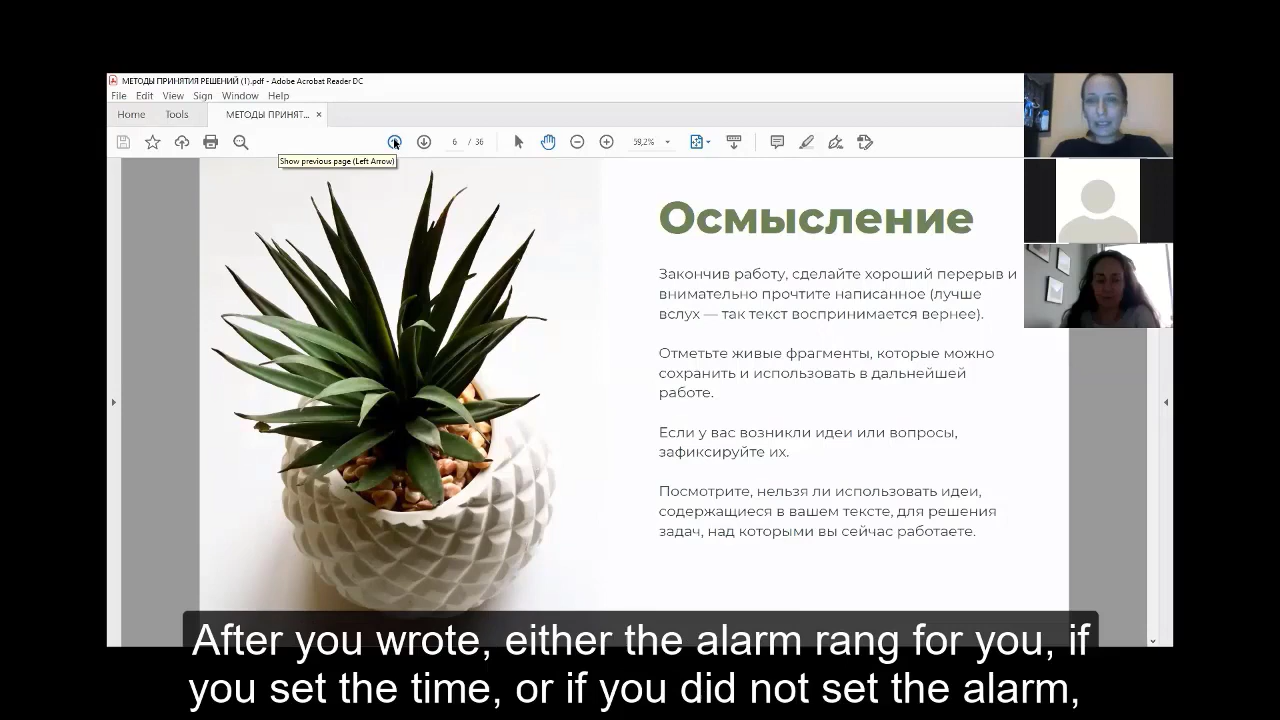 МЕТОДЫ ПРИНЯТИЯ РЕШЕНИЙ (1).pdf - Adobe Acrobat Reader DC
File Edit View Sign Window Help
Home Tools МЕТОДЫ ПРИНЯТ... ×
6 / 36 59,2%
Show previous page (Left Arrow)
Осмысление
Закончив работу, сделайте хороший перерыв и
внимательно прочтите написанное (лучше
вслух — так текст воспринимается вернее).
Отметьте живые фрагменты, которые можно
сохранить и использовать в дальнейшей
работе.
Если у вас возникли идеи или вопросы,
зафиксируйте их.
Посмотрите, нельзя ли использовать идеи,
содержащиеся в вашем тексте, для решения
задач, над которыми вы сейчас работаете.
After you wrote, either the alarm rang for you, if
you set the time, or if you did not set the alarm,